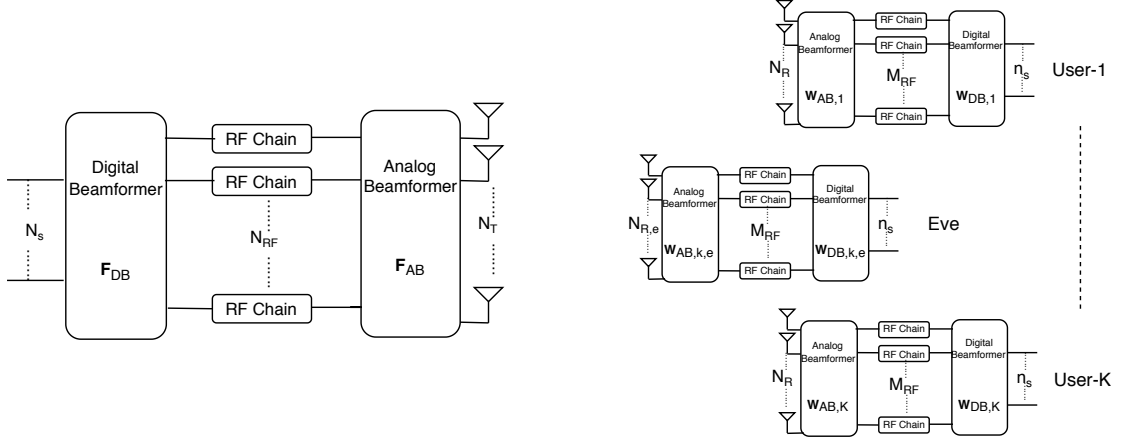 Digital
Beamformer
F_DB
N_s
RF Chain
RF Chain
N_RF
RF Chain
Analog
Beamformer
F_AB
N_T
N_R
Analog
Beamformer
W_AB,1
RF Chain
RF Chain
M_RF
RF Chain
Digital
Beamformer
W_DB,1
n_s
User-1
N_R,e
Analog
Beamformer
W_AB,k,e
RF Chain
RF Chain
M_RF
RF Chain
Digital
Beamformer
W_DB,k,e
n_s
Eve
N_R
Analog
Beamformer
W_AB,K
RF Chain
RF Chain
M_RF
RF Chain
Digital
Beamformer
W_DB,K
n_s
User-K